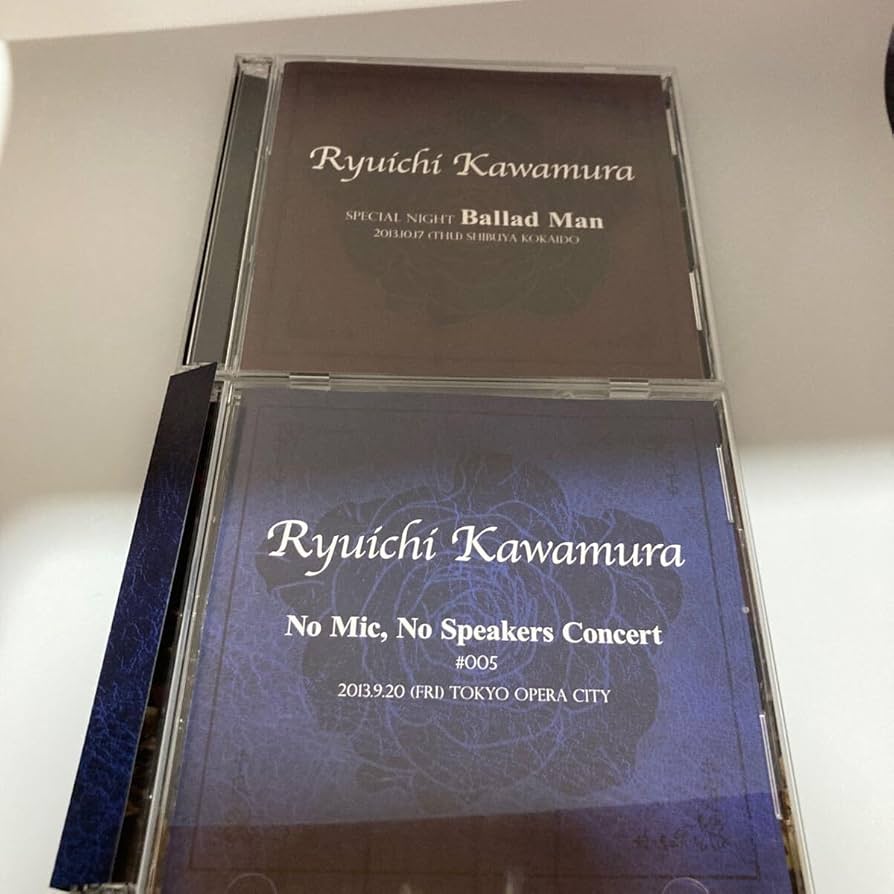 Ryuichi Kawamura
SPECIAL NIGHT Ballad Man
2013.10.17 (THU) SHIBUYA KOKAIDO
Ryuichi Kawamura
No Mic, No Speakers Concert
#005
2013.9.20 (FRI) TOKYO OPERA CITY